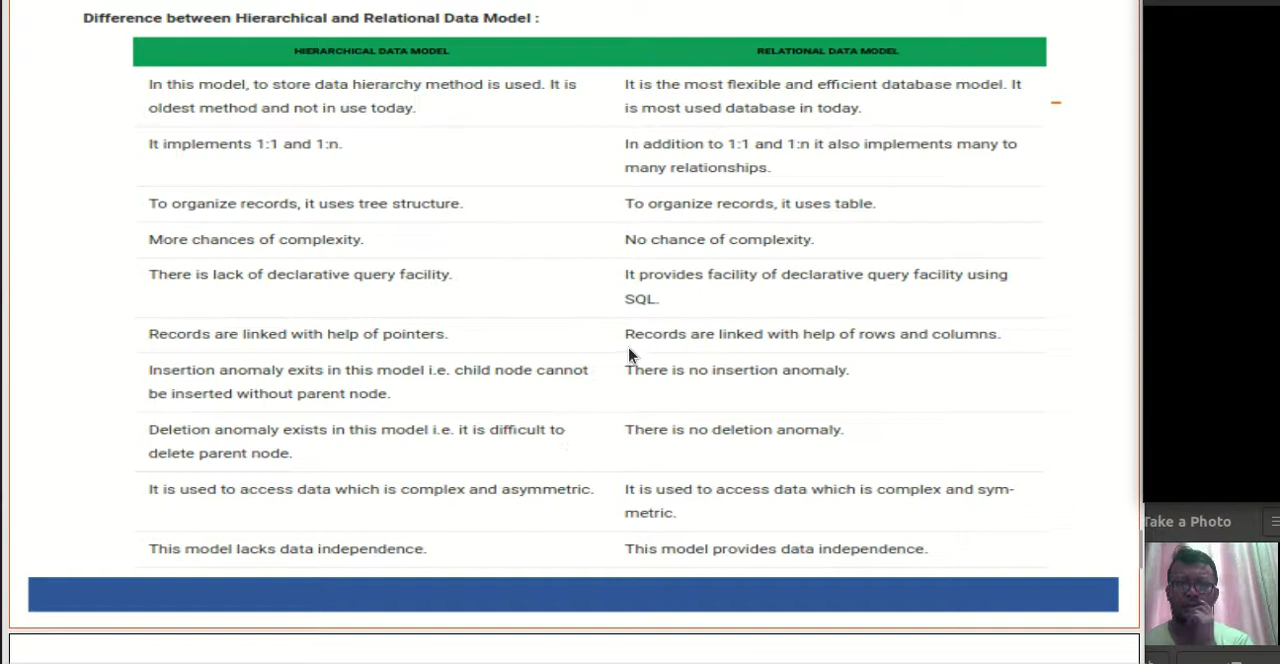 Difference between Hierarchical and Relational Data Model :
HIERARCHICAL DATA MODEL
RELATIONAL DATA MODEL
In this model, to store data hierarchy method is used. It is
oldest method and not in use today.
It is the most flexible and efficient database model. It
is most used database in today.
It implements 1:1 and 1:n.
In addition to 1:1 and 1:n it also implements many to
many relationships.
To organize records, it uses tree structure.
To organize records, it uses table.
More chances of complexity.
No chance of complexity.
There is lack of declarative query facility.
It provides facility of declarative query facility using
SQL.
Records are linked with help of pointers.
Records are linked with help of rows and columns.
Insertion anomaly exits in this model i.e. child node cannot
be inserted without parent node.
There is no insertion anomaly.
Deletion anomaly exists in this model i.e. it is difficult to
delete parent node.
There is no deletion anomaly.
It is used to access data which is complex and asymmetric.
It is used to access data which is complex and sym-
metric.
This model lacks data independence.
This model provides data independence.
Take a Photo